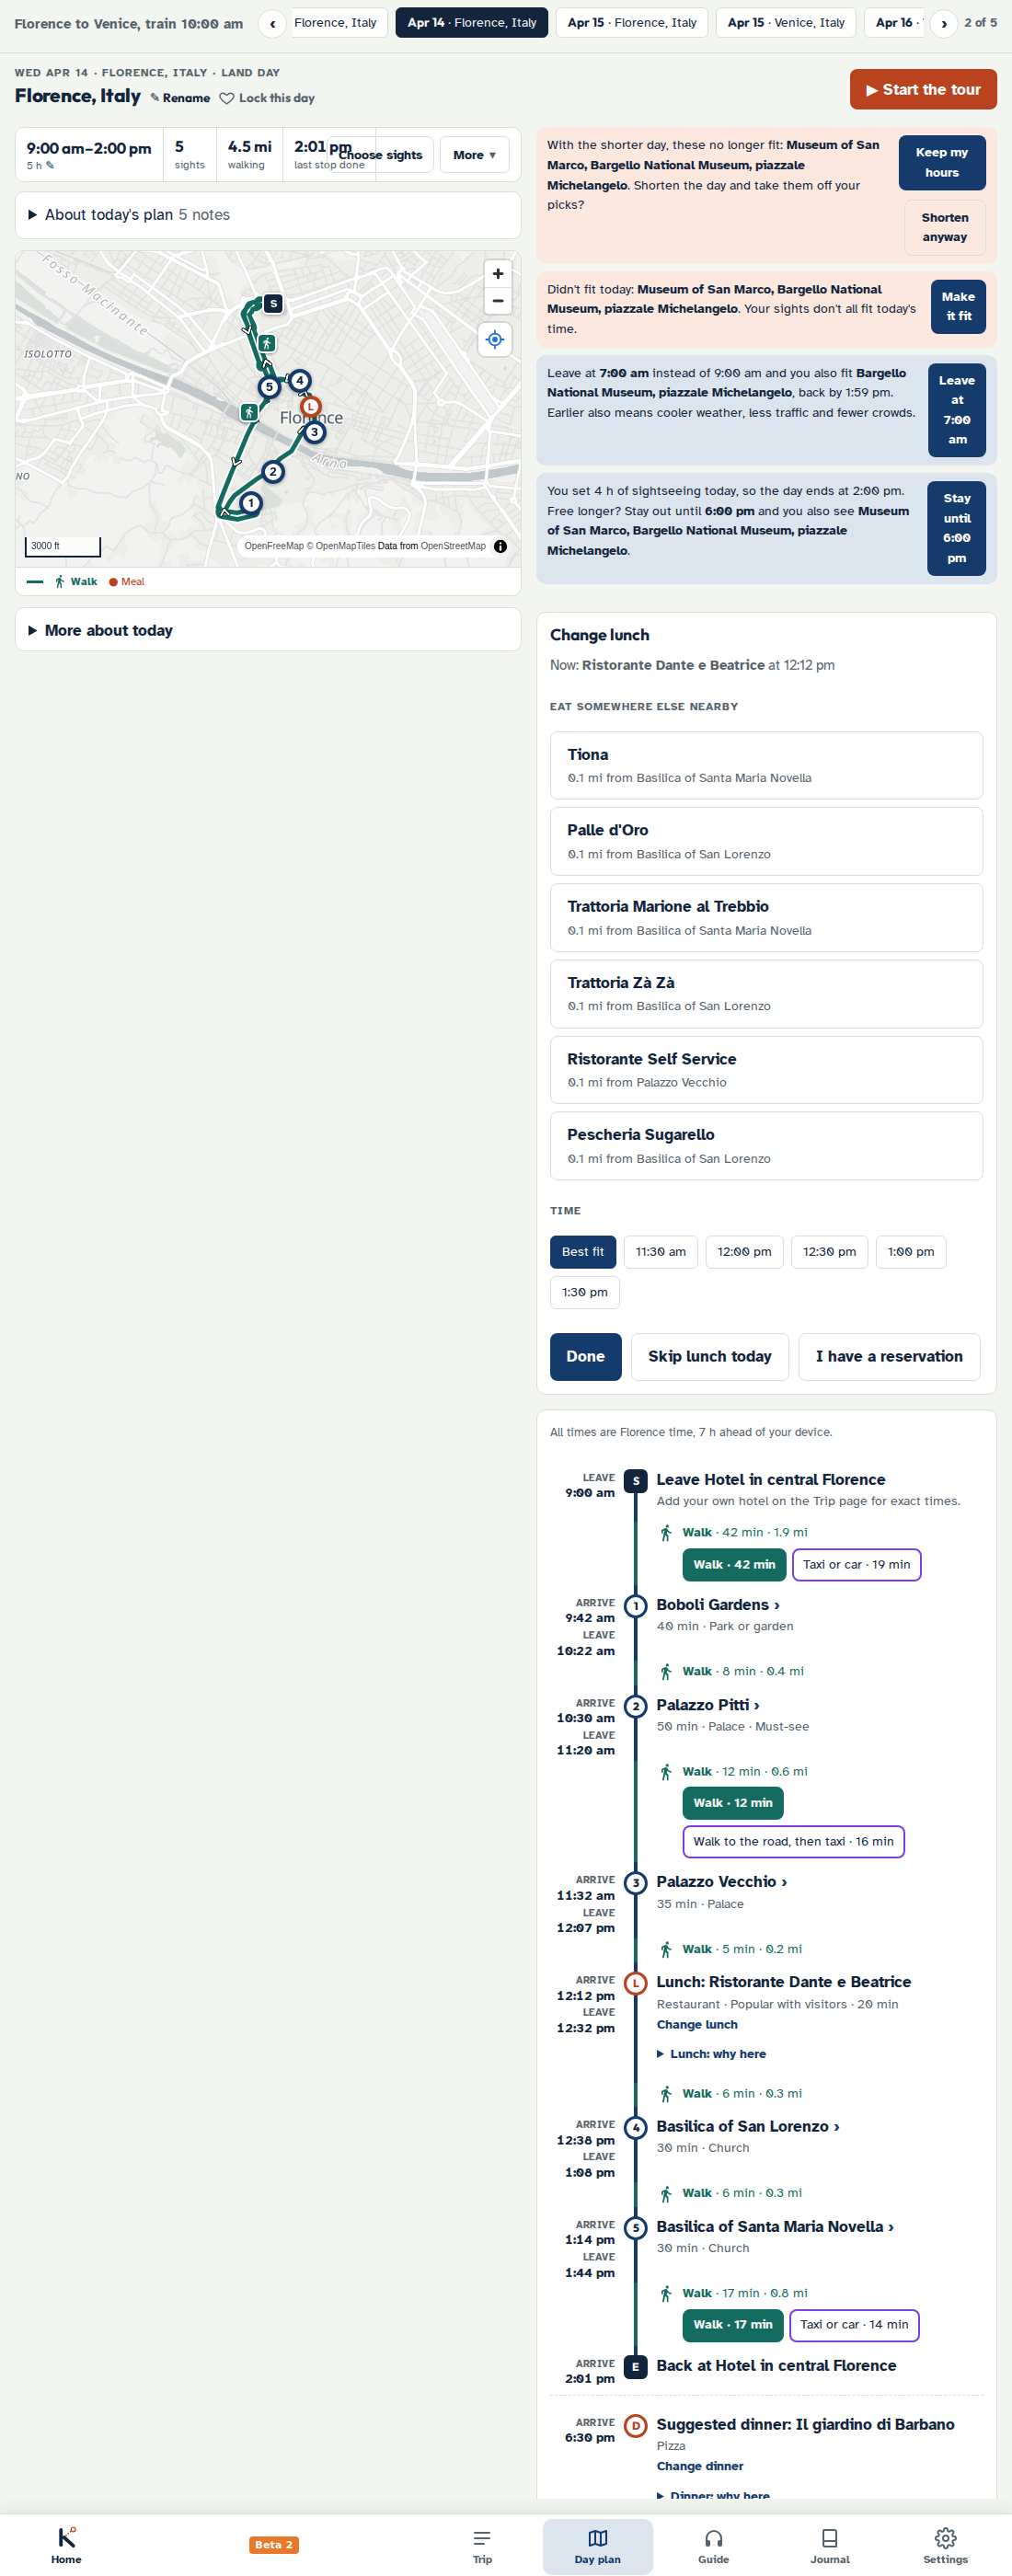 Florence to Venice, train 10:00 am
‹
Florence, Italy
Apr 14 · Florence, Italy
Apr 15 · Florence, Italy
Apr 15 · Venice, Italy
Apr 16 ·
›
2 of 5
WED APR 14 · FLORENCE, ITALY · LAND DAY
Florence, Italy ✎ Rename Lock this day
▶ Start the tour
9:00 am–2:00 pm
5 h ✎
5
sights
4.5 mi
walking
2:01 pm
last stop done
Choose sights
More ▼
▶ About today's plan 5 notes
Fosso Macinante
ISOLOTTO
NO
Florence
Arno
S
5
4
L
3
2
1
+
−
3000 ft
OpenFreeMap © OpenMapTiles Data from OpenStreetMap
Walk
Meal
▶ More about today
With the shorter day, these no longer fit: Museum of San
Marco, Bargello National Museum, piazzale
Michelangelo. Shorten the day and take them off your
picks?
Keep my
hours
Shorten
anyway
Didn't fit today: Museum of San Marco, Bargello National
Museum, piazzale Michelangelo. Your sights don't all fit today's
time.
Make
it fit
Leave at 7:00 am instead of 9:00 am and you also fit Bargello
National Museum, piazzale Michelangelo, back by 1:59 pm.
Earlier also means cooler weather, less traffic and fewer crowds.
Leave
at
7:00
am
You set 4 h of sightseeing today, so the day ends at 2:00 pm.
Free longer? Stay out until 6:00 pm and you also see Museum
of San Marco, Bargello National Museum, piazzale
Michelangelo.
Stay
until
6:00
pm
Change lunch
Now: Ristorante Dante e Beatrice at 12:12 pm
EAT SOMEWHERE ELSE NEARBY
Tiona
0.1 mi from Basilica of Santa Maria Novella
Palle d'Oro
0.1 mi from Basilica of San Lorenzo
Trattoria Marione al Trebbio
0.1 mi from Basilica of Santa Maria Novella
Trattoria Zà Zà
0.1 mi from Basilica of San Lorenzo
Ristorante Self Service
0.1 mi from Palazzo Vecchio
Pescheria Sugarello
0.1 mi from Basilica of San Lorenzo
TIME
Best fit
11:30 am
12:00 pm
12:30 pm
1:00 pm
1:30 pm
Done
Skip lunch today
I have a reservation
All times are Florence time, 7 h ahead of your device.
LEAVE
9:00 am
S
Leave Hotel in central Florence
Add your own hotel on the Trip page for exact times.
Walk · 42 min · 1.9 mi
Walk · 42 min
Taxi or car · 19 min
ARRIVE
9:42 am
LEAVE
10:22 am
1
Boboli Gardens ›
40 min · Park or garden
Walk · 8 min · 0.4 mi
ARRIVE
10:30 am
LEAVE
11:20 am
2
Palazzo Pitti ›
50 min · Palace · Must-see
Walk · 12 min · 0.6 mi
Walk · 12 min
Walk to the road, then taxi · 16 min
ARRIVE
11:32 am
LEAVE
12:07 pm
3
Palazzo Vecchio ›
35 min · Palace
Walk · 5 min · 0.2 mi
ARRIVE
12:12 pm
LEAVE
12:32 pm
L
Lunch: Ristorante Dante e Beatrice
Restaurant · Popular with visitors · 20 min
Change lunch
▶ Lunch: why here
Walk · 6 min · 0.3 mi
ARRIVE
12:38 pm
LEAVE
1:08 pm
4
Basilica of San Lorenzo ›
30 min · Church
Walk · 6 min · 0.3 mi
ARRIVE
1:14 pm
LEAVE
1:44 pm
5
Basilica of Santa Maria Novella ›
30 min · Church
Walk · 17 min · 0.8 mi
Walk · 17 min
Taxi or car · 14 min
ARRIVE
2:01 pm
E
Back at Hotel in central Florence
ARRIVE
6:30 pm
D
Suggested dinner: Il giardino di Barbano
Pizza
Change dinner
▶ Dinner: why here
Home
Beta 2
Trip
Day plan
Guide
Journal
Settings